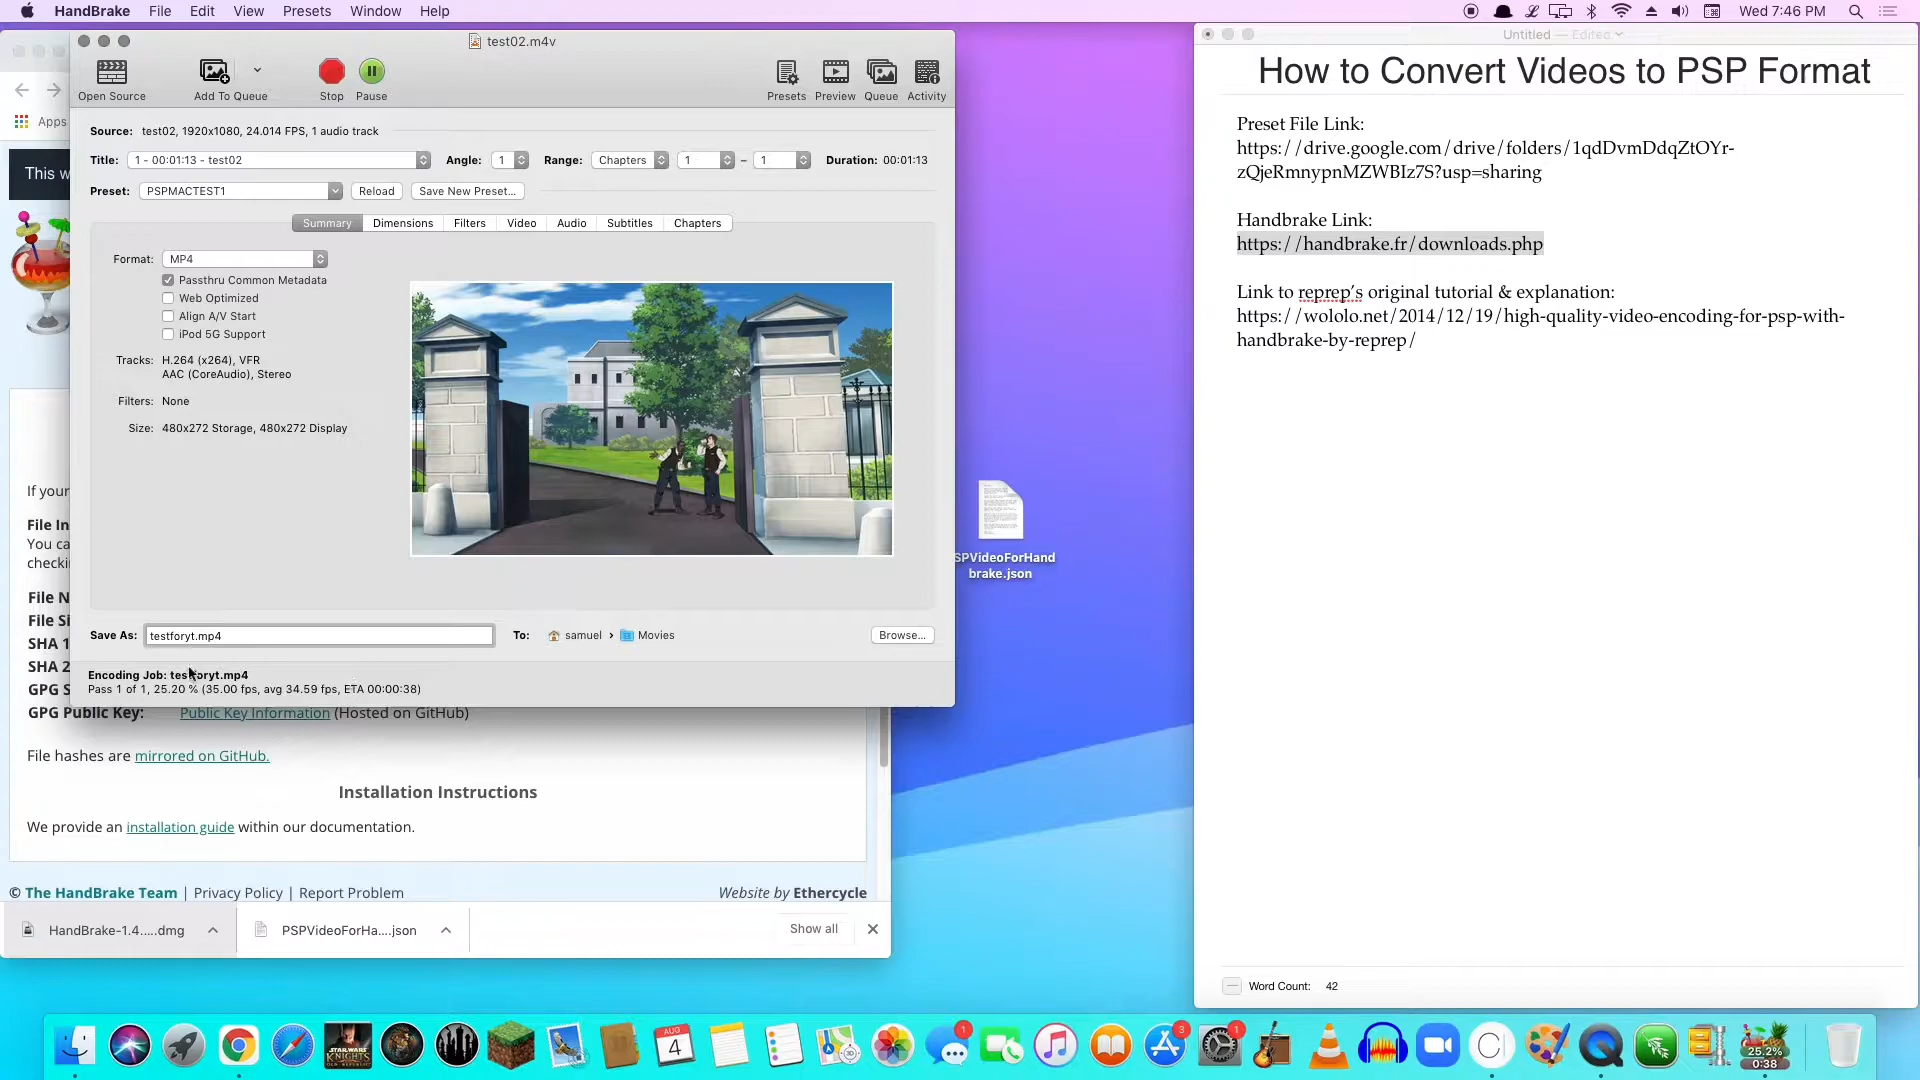 HandBrake File Edit View Presets Window Help
Wed 7:46 PM
test02.m4v
Open Source
Add To Queue
Stop
Pause
Presets
Preview
Queue
Activity
Source: test02, 1920x1080, 24.014 FPS, 1 audio track
Title: 1 - 00:01:13 - test02
Angle: 1
Range: Chapters 1 – 1
Duration: 00:01:13
Preset: PSPMACTEST1
Reload
Save New Preset...
Summary Dimensions Filters Video Audio Subtitles Chapters
Format: MP4
Passthru Common Metadata
Web Optimized
Align A/V Start
iPod 5G Support
Tracks: H.264 (x264), VFR
AAC (CoreAudio), Stereo
Filters: None
Size: 480x272 Storage, 480x272 Display
Save As: testforyt.mp4
To: samuel › Movies
Browse...
Encoding Job: testforyt.mp4
Pass 1 of 1, 25.20 % (35.00 fps, avg 34.59 fps, ETA 00:00:38)
Apps
This w
If your
File In
You ca
checki
File N
File Si
SHA 1
SHA 2
GPG S
GPG Public Key: Public Key Information (Hosted on GitHub)
File hashes are mirrored on GitHub.
Installation Instructions
We provide an installation guide within our documentation.
© The HandBrake Team | Privacy Policy | Report Problem
Website by Ethercycle
HandBrake-1.4.....dmg
PSPVideoForHa....json
Show all
SPVideoForHand
brake.json
Untitled — Edited
How to Convert Videos to PSP Format
Preset File Link:
https://drive.google.com/drive/folders/1qdDvmDdqZtOYr-
zQjeRmnypnMZWBIz7S?usp=sharing
Handbrake Link:
https://handbrake.fr/downloads.php
Link to reprep’s original tutorial & explanation:
https://wololo.net/2014/12/19/high-quality-video-encoding-for-psp-with-
handbrake-by-reprep/
Word Count: 42
STAR WARS
KNIGHTS
AUG
4
1
3
1
25.2%
0:38